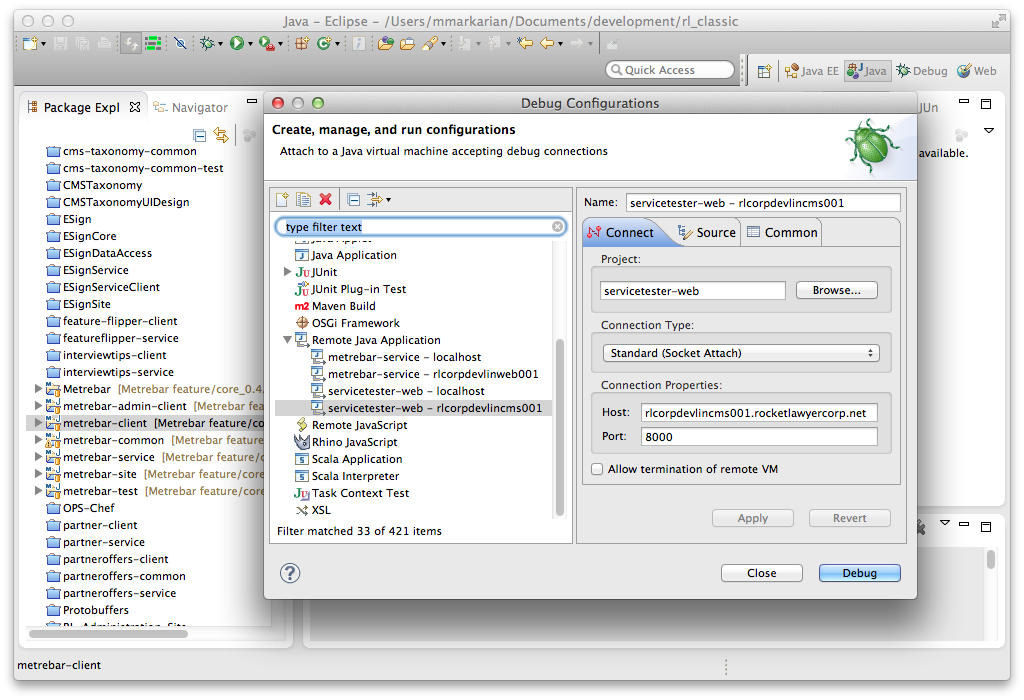 Java – Eclipse – /Users/mmarkarian/Documents/development/rl_classic
Quick Access
Java EE
Java
Debug
Web
Package Expl
Navigator
JUn
available.
cms-taxonomy-common
cms-taxonomy-common-test
CMSTaxonomy
CMSTaxonomyUIDesign
ESign
ESignCore
ESignDataAccess
ESignService
ESignServiceClient
ESignSite
feature-flipper-client
featureflipper-service
interviewtips-client
interviewtips-service
Metrebar [Metrebar feature/core_0.4.
metrebar-admin-client [Metrebar fea
metrebar-client [Metrebar feature/co
metrebar-common [Metrebar feature
metrebar-service [Metrebar feature/c
metrebar-site [Metrebar feature/core
metrebar-test [Metrebar feature/core
OPS-Chef
partner-client
partner-service
partneroffers-client
partneroffers-common
partneroffers-service
Protobuffers
RL_Administration_Site
metrebar-client
Debug Configurations
Create, manage, and run configurations
Attach to a Java virtual machine accepting debug connections
type filter text
Java Application
JUnit
JUnit Plug-in Test
m2 Maven Build
OSGi Framework
Remote Java Application
metrebar-service – localhost
metrebar-service – rlcorpdevlinweb001
servicetester-web – localhost
servicetester-web – rlcorpdevlincms001
Remote JavaScript
Rhino JavaScript
Scala Application
Scala Interpreter
Task Context Test
XSL
Filter matched 33 of 421 items
Name: servicetester-web – rlcorpdevlincms001
Connect
Source
Common
Project:
servicetester-web
Browse...
Connection Type:
Standard (Socket Attach)
Connection Properties:
Host: rlcorpdevlincms001.rocketlawyercorp.net
Port: 8000
Allow termination of remote VM
Apply
Revert
?
Close
Debug